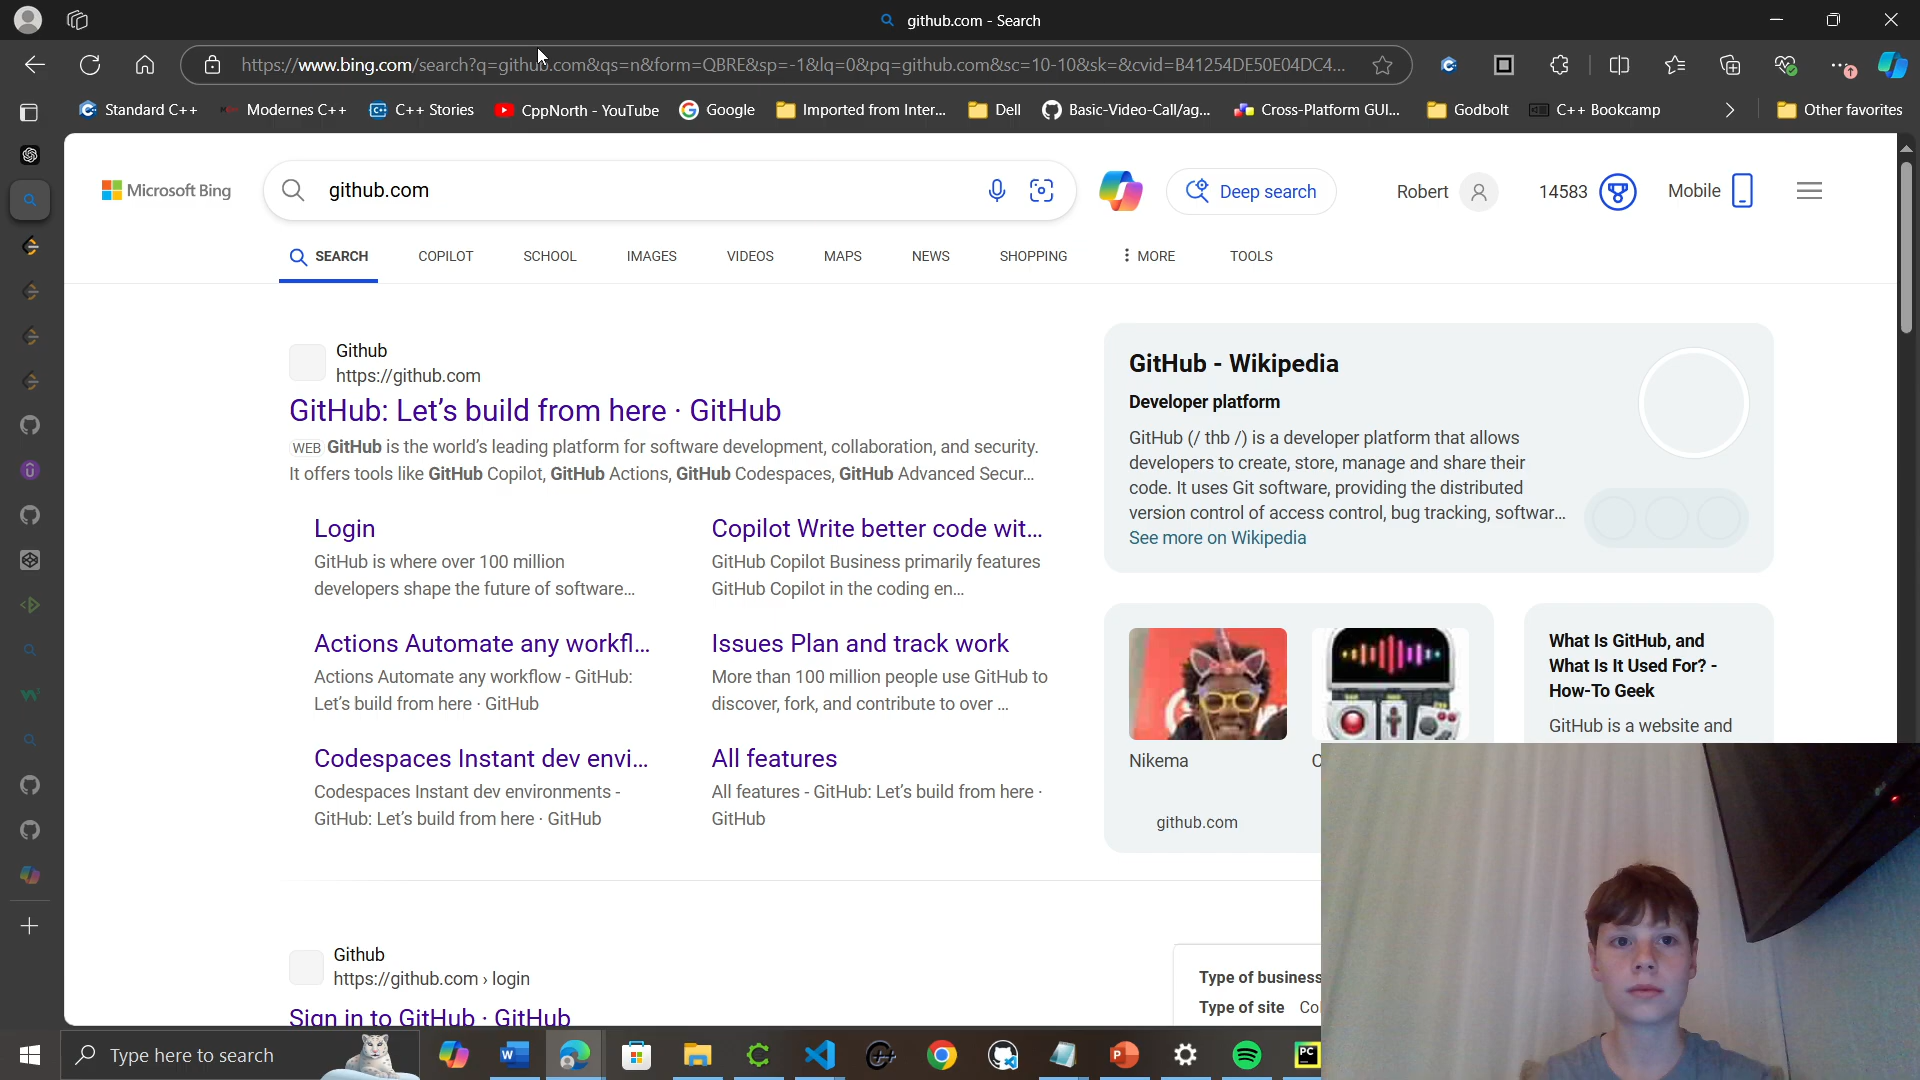 github.com - Search
https://www.bing.com/search?q=github.com&qs=n&form=QBRE&sp=-1&lq=0&pq=github.com&sc=10-10&sk=&cvid=B41254DE50E04DC4...
Standard C++
Modernes C++
C++ Stories
CppNorth - YouTube
Google
Imported from Inter...
Dell
Basic-Video-Call/ag...
Cross-Platform GUI...
Godbolt
C++ Bookcamp
Other favorites
Microsoft Bing
github.com
Deep search
Robert
14583
Mobile
SEARCH
COPILOT
SCHOOL
IMAGES
VIDEOS
MAPS
NEWS
SHOPPING
MORE
TOOLS
Github
https://github.com
GitHub: Let's build from here · GitHub
WEB GitHub is the world's leading platform for software development, collaboration, and security.
It offers tools like GitHub Copilot, GitHub Actions, GitHub Codespaces, GitHub Advanced Secur...
Login
GitHub is where over 100 million
developers shape the future of software...
Copilot Write better code wit...
GitHub Copilot Business primarily features
GitHub Copilot in the coding en...
Actions Automate any workfl...
Actions Automate any workflow - GitHub:
Let's build from here · GitHub
Issues Plan and track work
More than 100 million people use GitHub to
discover, fork, and contribute to over ...
Codespaces Instant dev envi...
Codespaces Instant dev environments -
GitHub: Let's build from here · GitHub
All features
All features - GitHub: Let's build from here ·
GitHub
Github
https://github.com › login
Sign in to GitHub · GitHub
GitHub - Wikipedia
Developer platform
GitHub (/ thb /) is a developer platform that allows
developers to create, store, manage and share their
code. It uses Git software, providing the distributed
version control of access control, bug tracking, softwar...
See more on Wikipedia
Nikema
github.com
What Is GitHub, and
What Is It Used For? -
How-To Geek
GitHub is a website and
Type of business
Type of site
Type here to search
PC